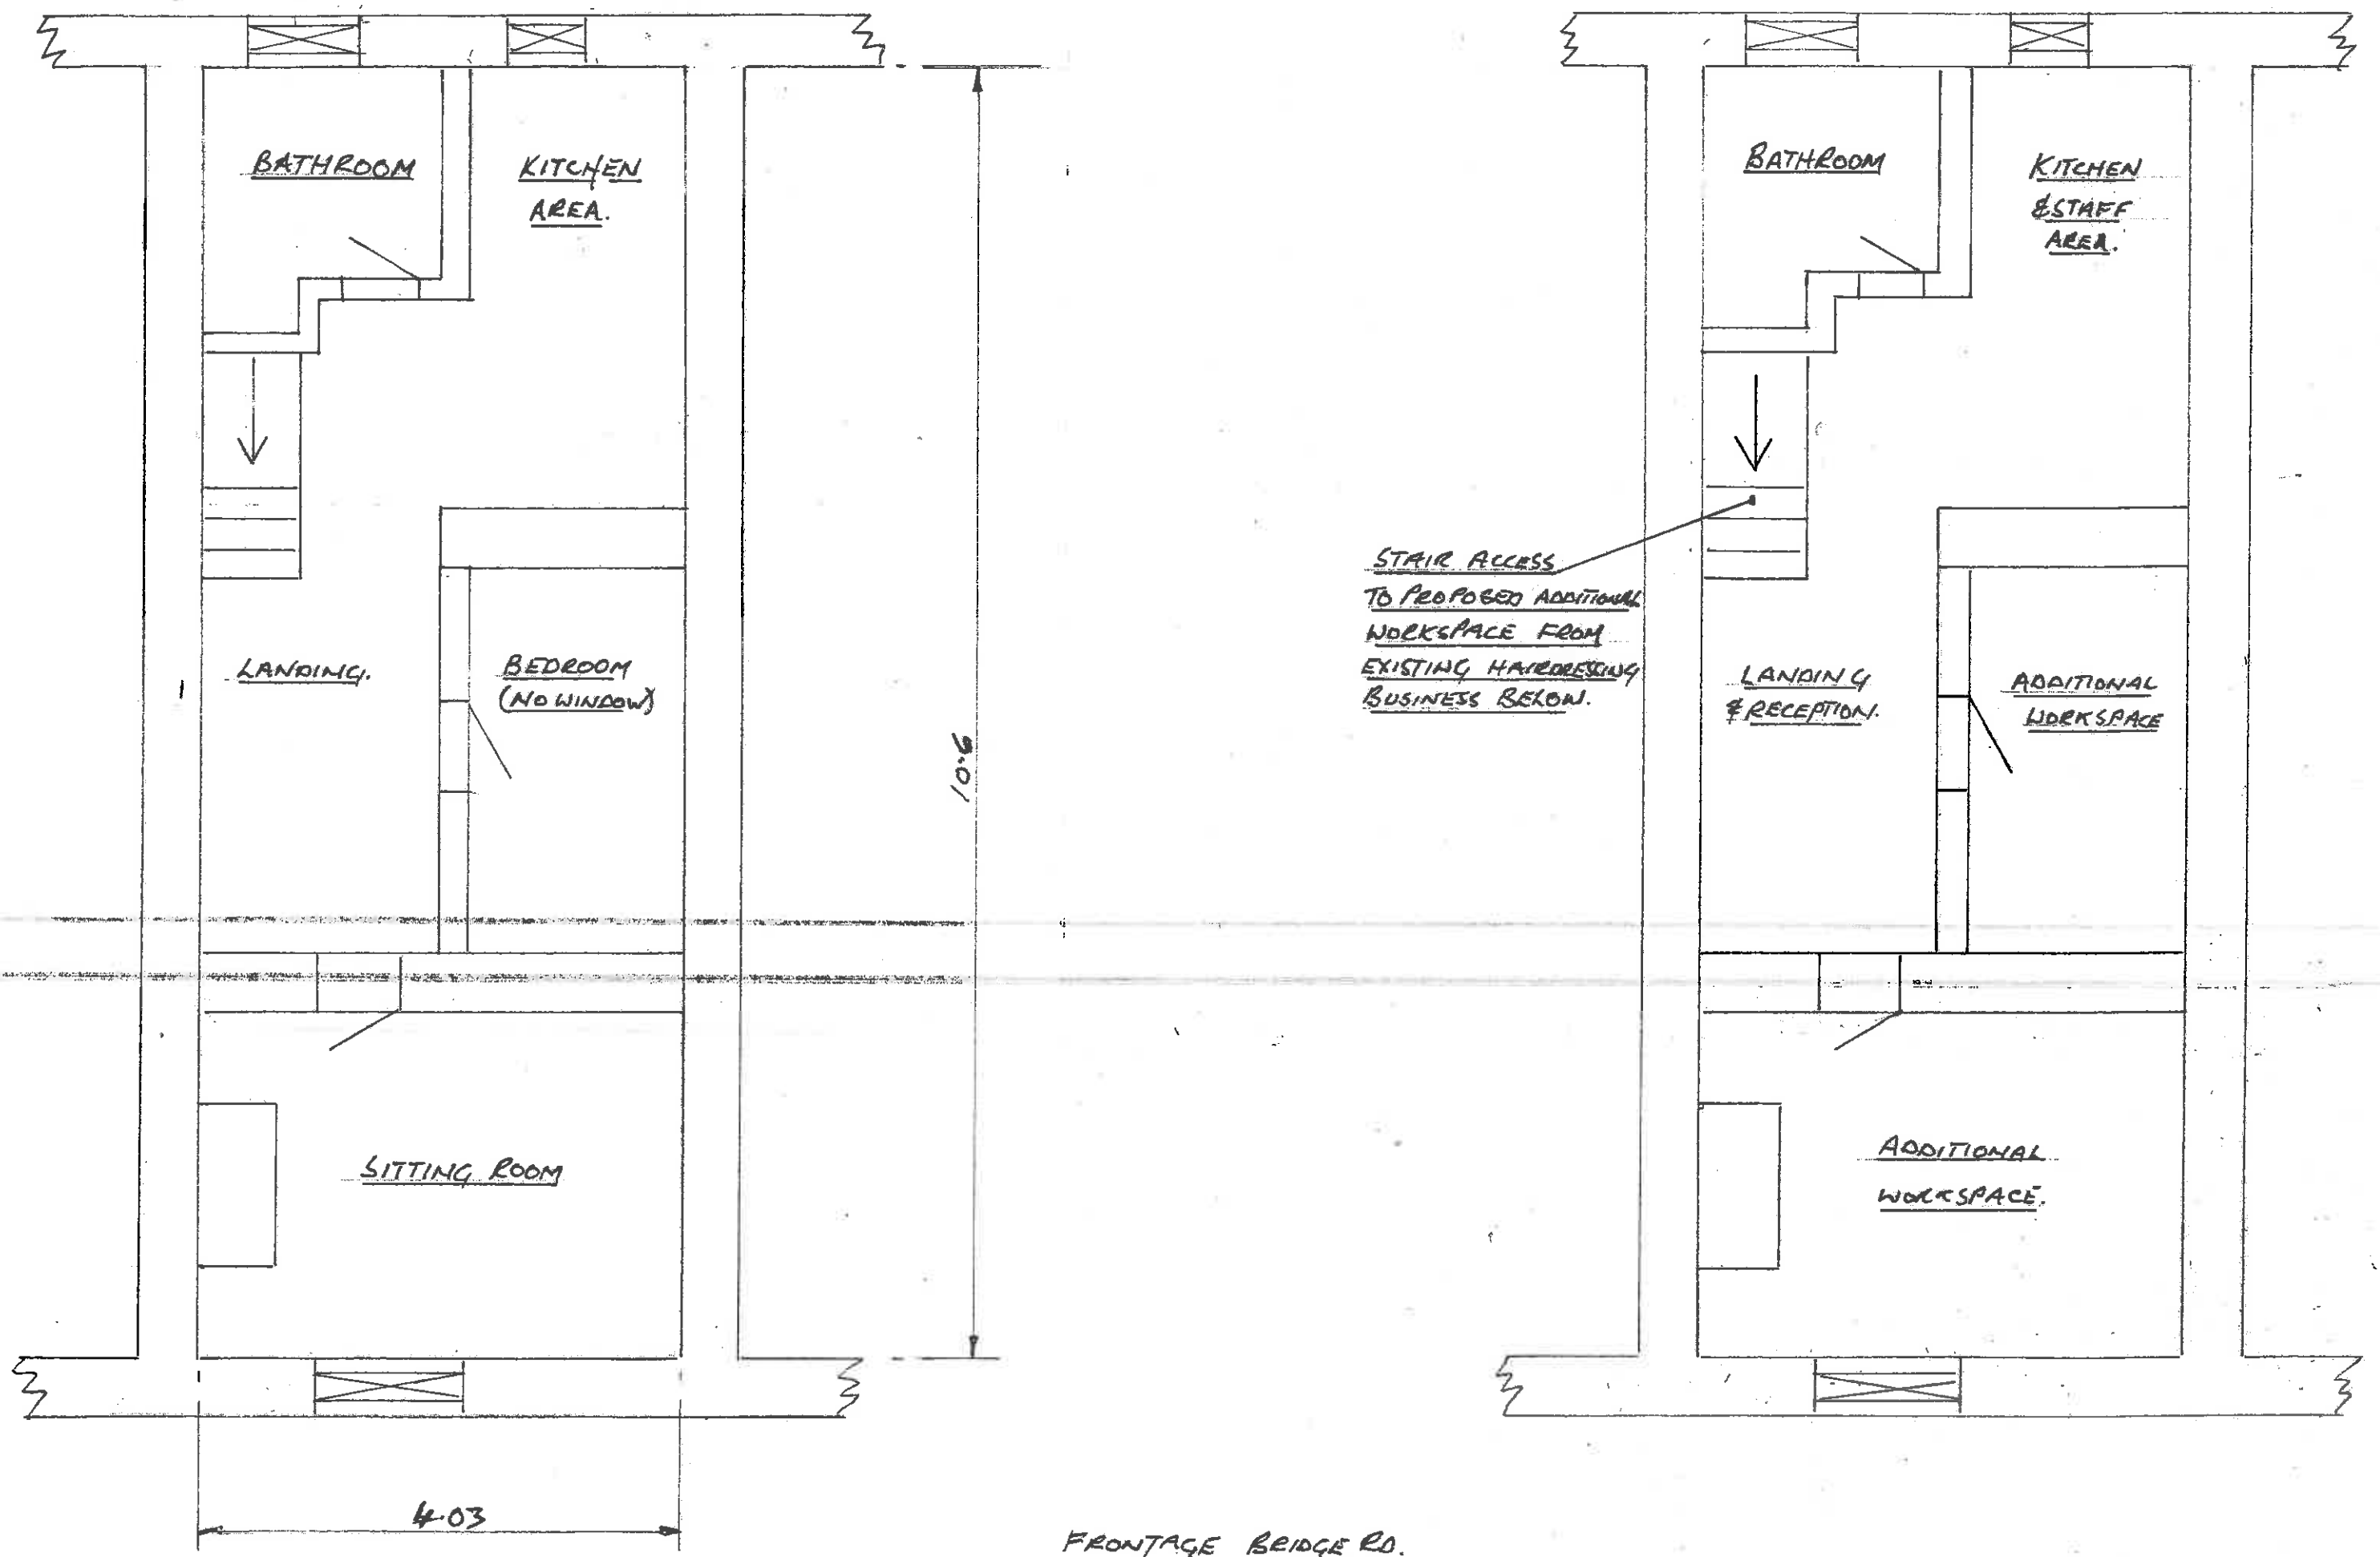 BATHROOM
KITCHEN
AREA.
LANDING.
BEDROOM
(NO WINDOW)
SITTING ROOM
10·6
4·03
BATHROOM
KITCHEN
& STAFF
AREA.
STAIR ACCESS
TO PROPOSED ADDITIONAL
WORKSPACE FROM
EXISTING HAIRDRESSING
BUSINESS BELOW.
LANDING
& RECEPTION.
ADDITIONAL
WORKSPACE
ADDITIONAL
WORKSPACE.
FRONTAGE BRIDGE RD.